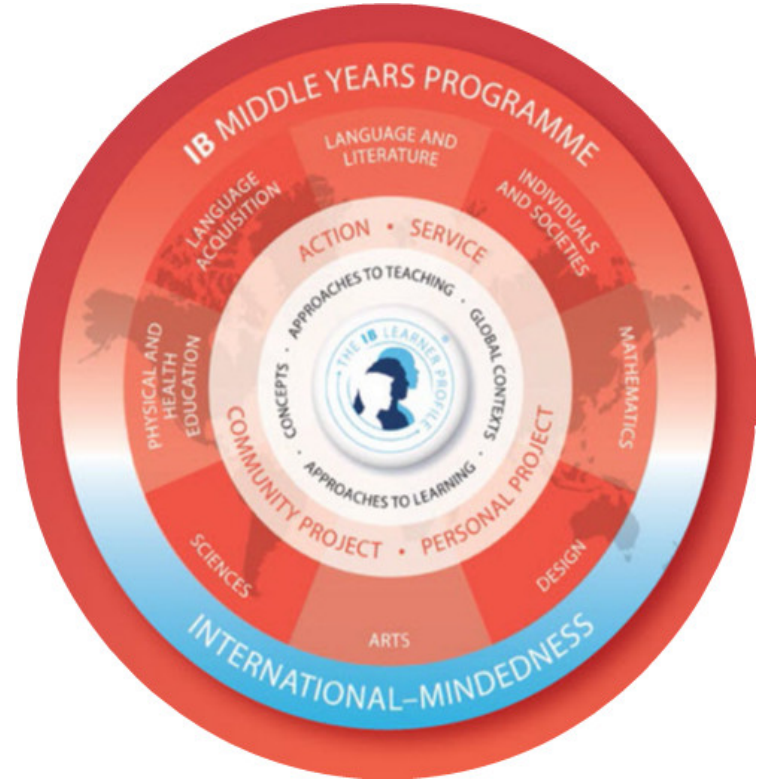 IB MIDDLE YEARS PROGRAMME
LANGUAGE AND
LITERATURE
LANGUAGE
ACQUISITION
INDIVIDUALS
AND SOCIETIES
PHYSICAL AND
HEALTH
EDUCATION
MATHEMATICS
SCIENCES
DESIGN
ARTS
ACTION • SERVICE
COMMUNITY PROJECT • PERSONAL PROJECT
APPROACHES TO TEACHING •
GLOBAL CONTEXTS •
APPROACHES TO LEARNING •
CONCEPTS •
• THE IB LEARNER PROFILE • ®
INTERNATIONAL–MINDEDNESS